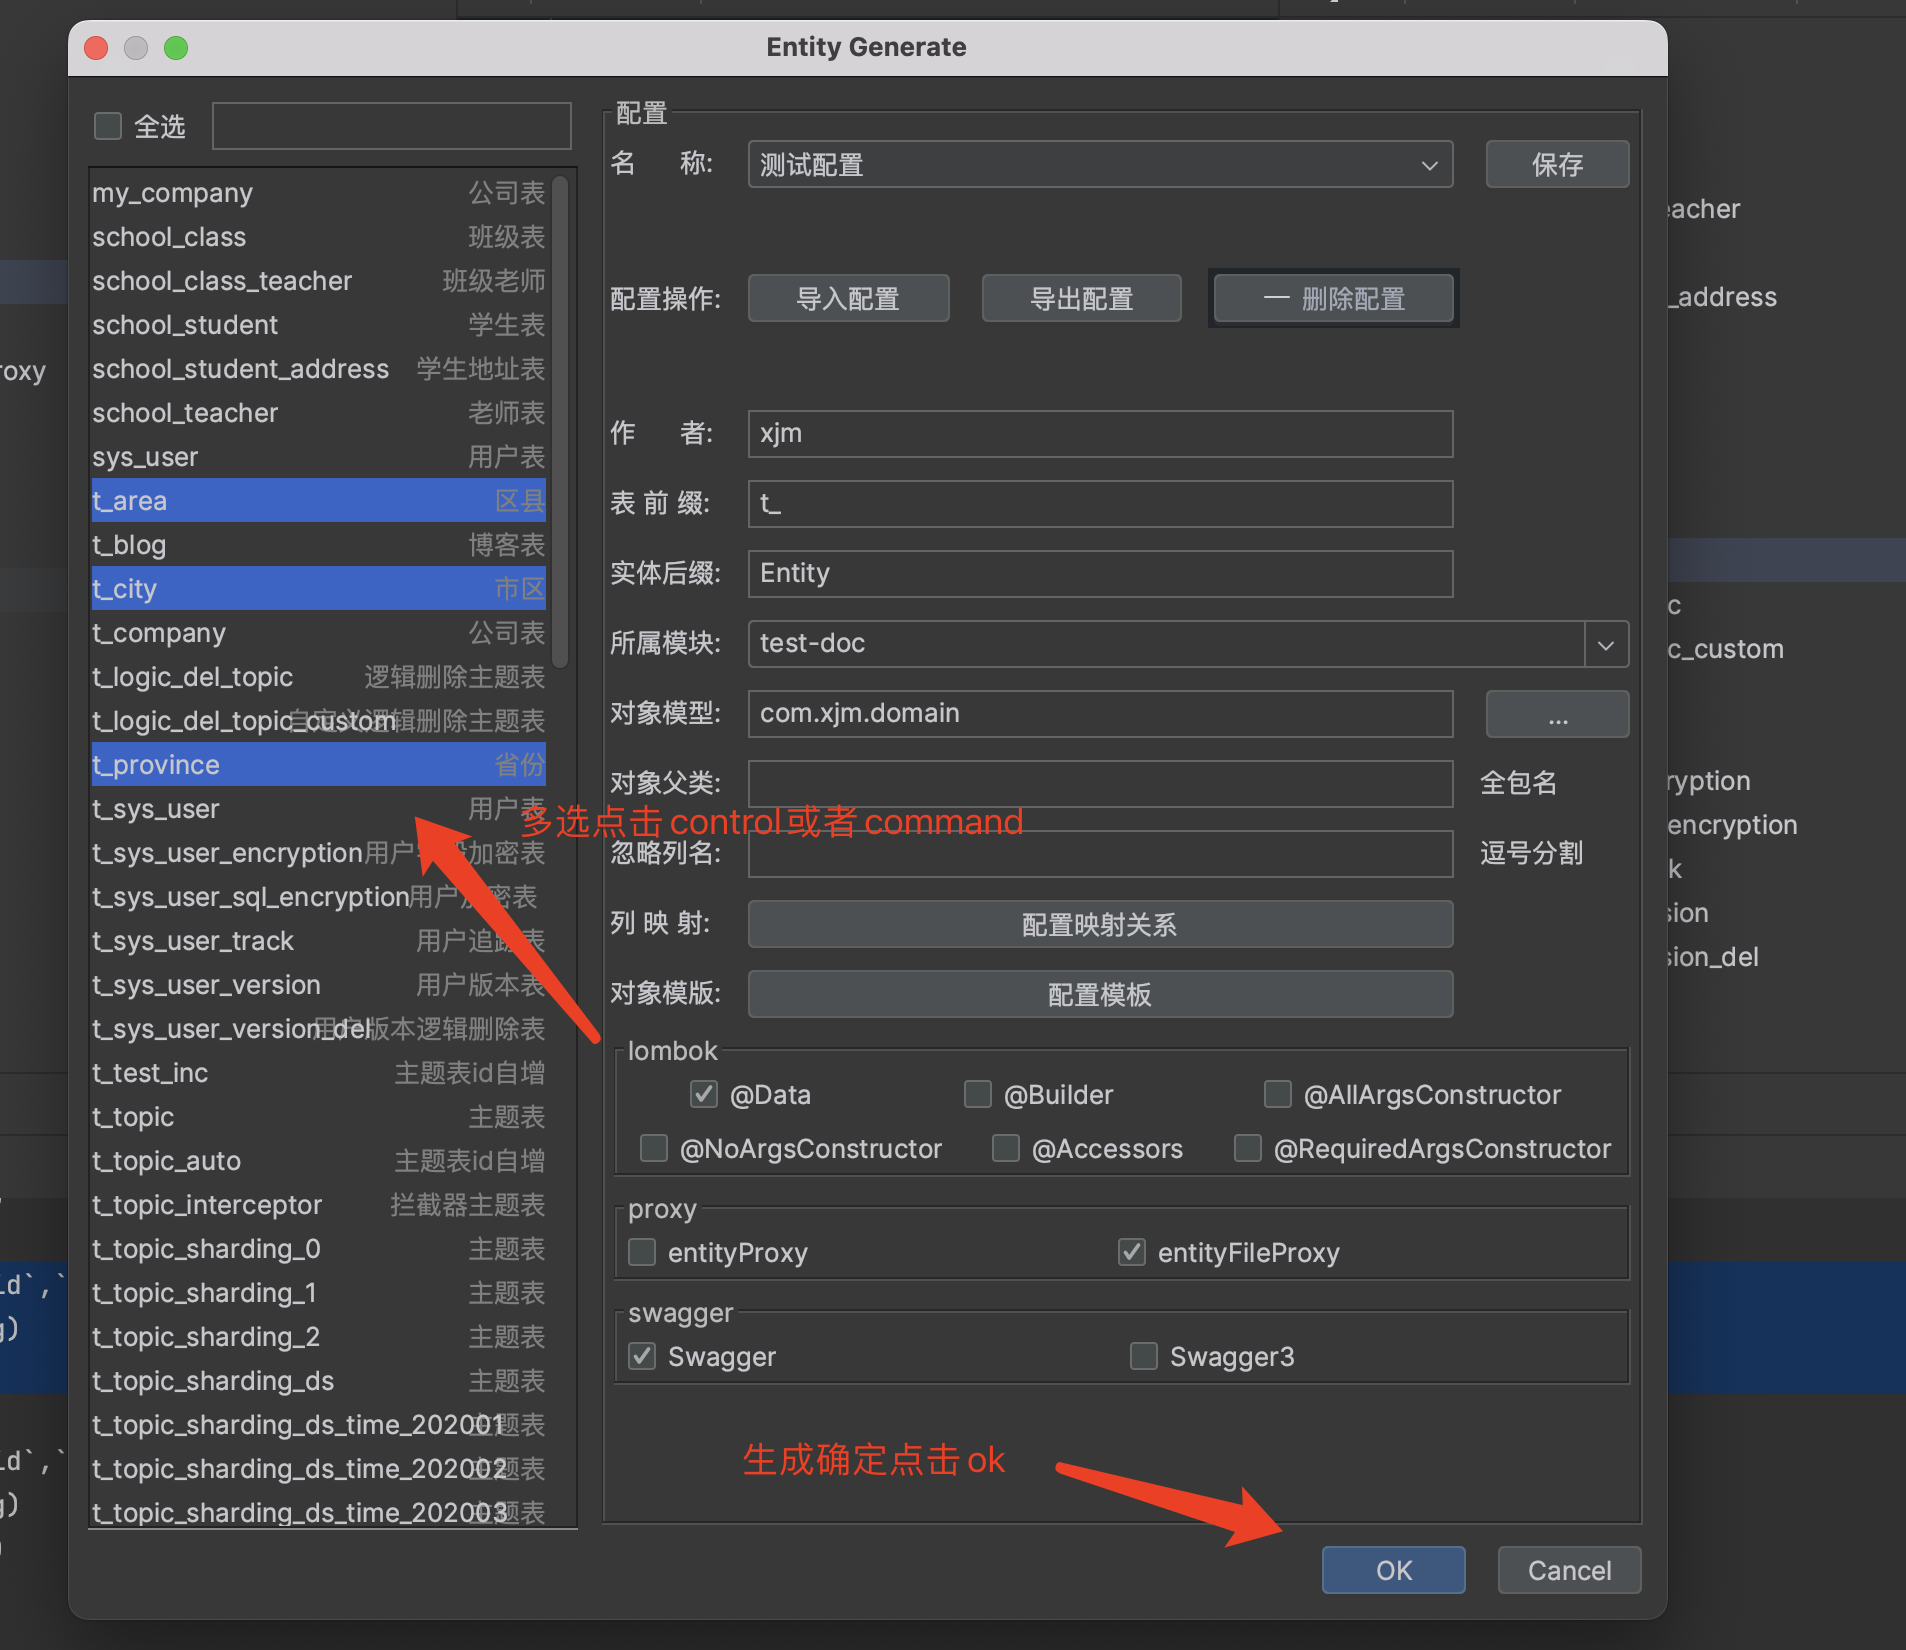 Entity Generate
全选
my_company 公司表
school_class 班级表
school_class_teacher 班级老师
school_student 学生表
school_student_address 学生地址表
school_teacher 老师表
sys_user 用户表
t_area 区县
t_blog 博客表
t_city 市区
t_company 公司表
t_logic_del_topic 逻辑删除主题表
t_logic_del_topic_custom 自定义逻辑删除主题表
t_province 省份
t_sys_user 用户表
t_sys_user_encryption 用户 加密表
t_sys_user_sql_encryption 用户 密表
t_sys_user_track 用户追踪表
t_sys_user_version 用户版本表
t_sys_user_version_del 用户版本逻辑删除表
t_test_inc 主题表id自增
t_topic 主题表
t_topic_auto 主题表id自增
t_topic_interceptor 拦截器主题表
t_topic_sharding_0 主题表
t_topic_sharding_1 主题表
t_topic_sharding_2 主题表
t_topic_sharding_ds 主题表
t_topic_sharding_ds_time_202001 主题表
t_topic_sharding_ds_time_202002 主题表
t_topic_sharding_ds_time_202003 主题表
多选点击control或者command
配置
名 称: 测试配置 保存
配置操作: 导入配置 导出配置 — 删除配置
作 者: xjm
表 前 缀: t_
实体后缀: Entity
所属模块: test-doc
对象模型: com.xjm.domain ...
对象父类: 全包名
忽略列名: 逗号分割
列 映 射: 配置映射关系
对象模版: 配置模板
lombok
@Data @Builder @AllArgsConstructor
@NoArgsConstructor @Accessors @RequiredArgsConstructor
proxy
entityProxy entityFileProxy
swagger
Swagger Swagger3
生成确定点击ok
OK Cancel
oxy
id`,`
g)
id`,`
g)
eacher
_address
c
c_custom
ryption
encryption
k
sion
sion_del